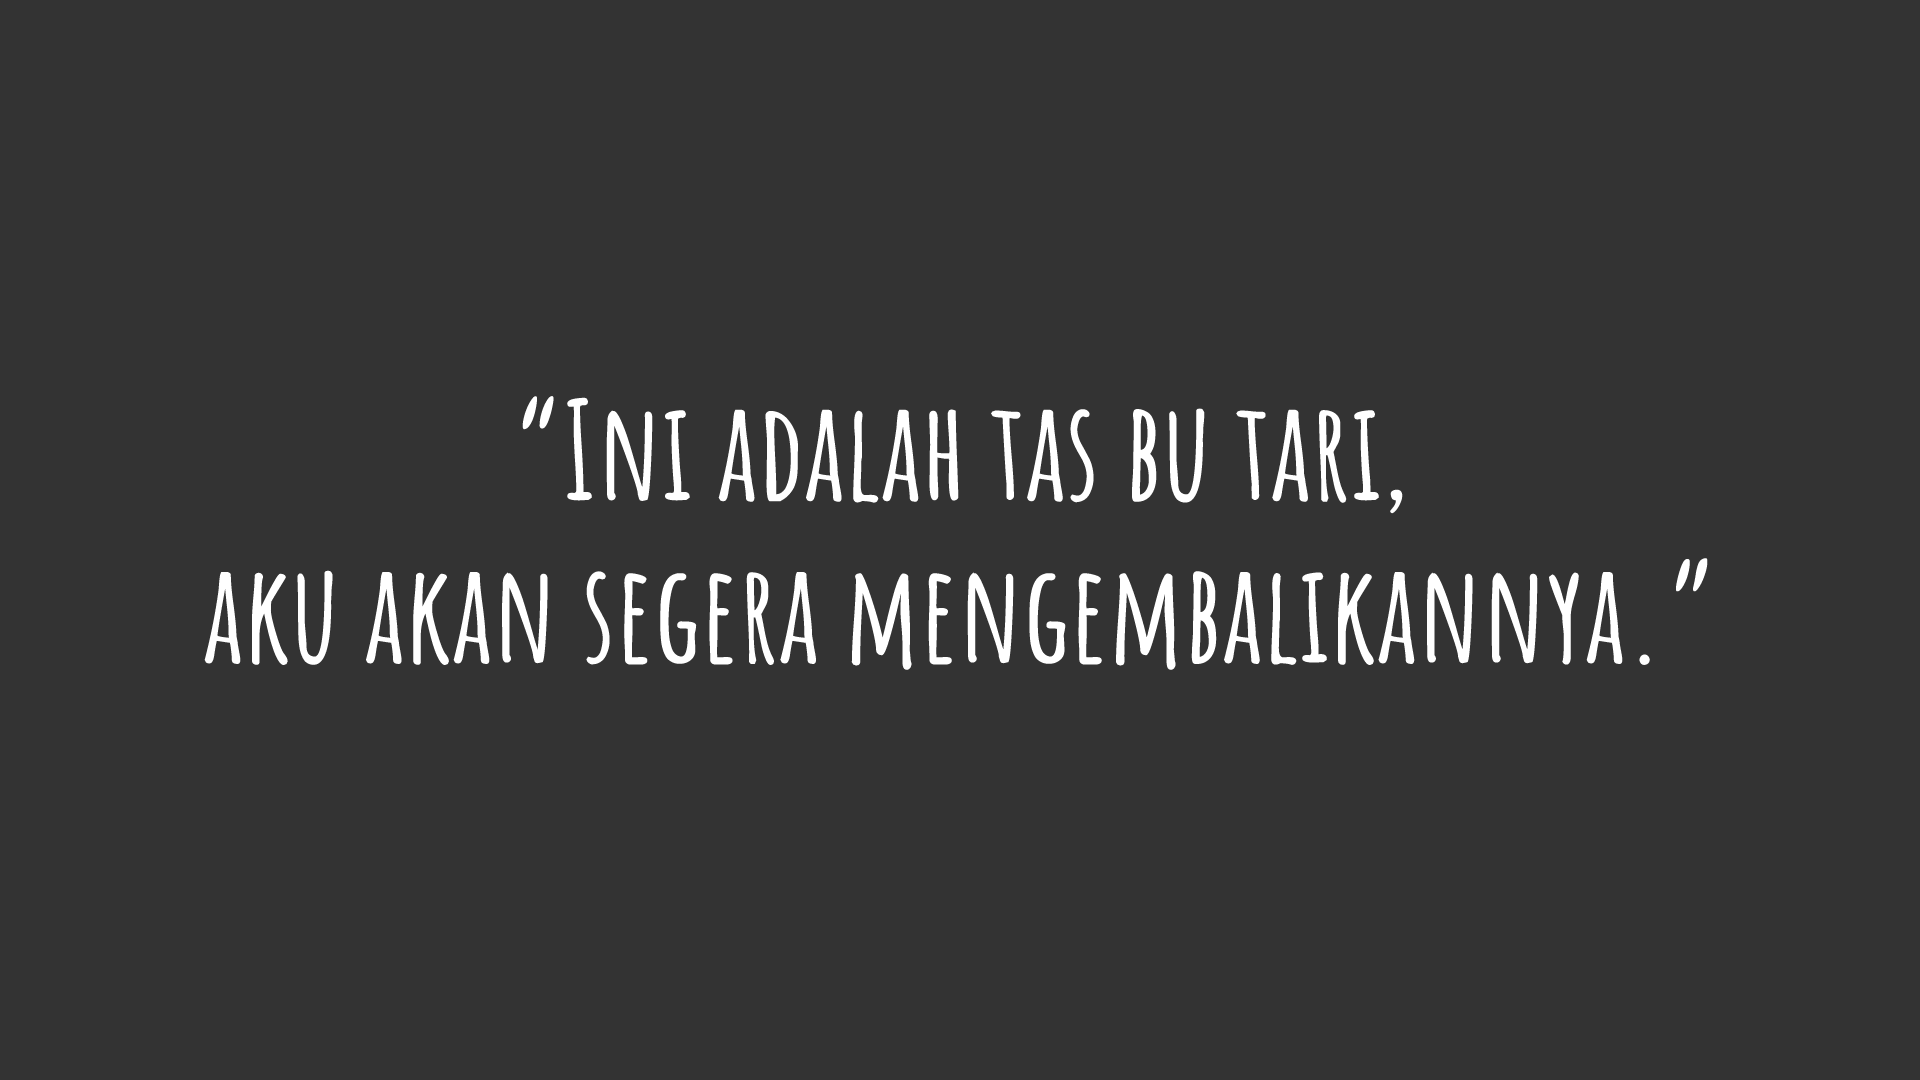 “Ini adalah tas bu tari,
aku akan segera mengembalikannya.”